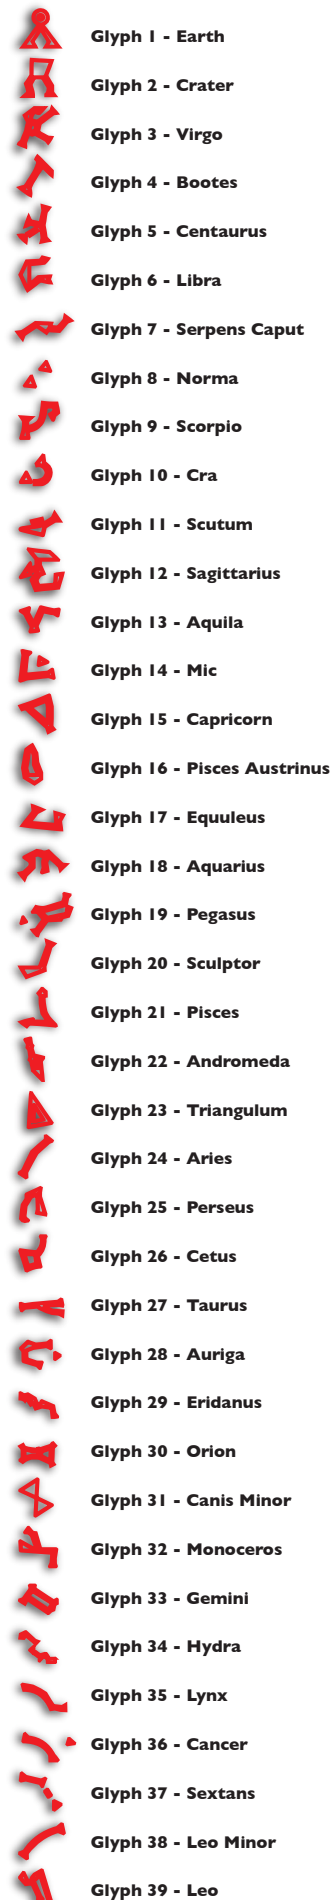 Glyph 1 - Earth
Glyph 2 - Crater
Glyph 3 - Virgo
Glyph 4 - Bootes
Glyph 5 - Centaurus
Glyph 6 - Libra
Glyph 7 - Serpens Caput
Glyph 8 - Norma
Glyph 9 - Scorpio
Glyph 10 - Cra
Glyph 11 - Scutum
Glyph 12 - Sagittarius
Glyph 13 - Aquila
Glyph 14 - Mic
Glyph 15 - Capricorn
Glyph 16 - Pisces Austrinus
Glyph 17 - Equuleus
Glyph 18 - Aquarius
Glyph 19 - Pegasus
Glyph 20 - Sculptor
Glyph 21 - Pisces
Glyph 22 - Andromeda
Glyph 23 - Triangulum
Glyph 24 - Aries
Glyph 25 - Perseus
Glyph 26 - Cetus
Glyph 27 - Taurus
Glyph 28 - Auriga
Glyph 29 - Eridanus
Glyph 30 - Orion
Glyph 31 - Canis Minor
Glyph 32 - Monoceros
Glyph 33 - Gemini
Glyph 34 - Hydra
Glyph 35 - Lynx
Glyph 36 - Cancer
Glyph 37 - Sextans
Glyph 38 - Leo Minor
Glyph 39 - Leo